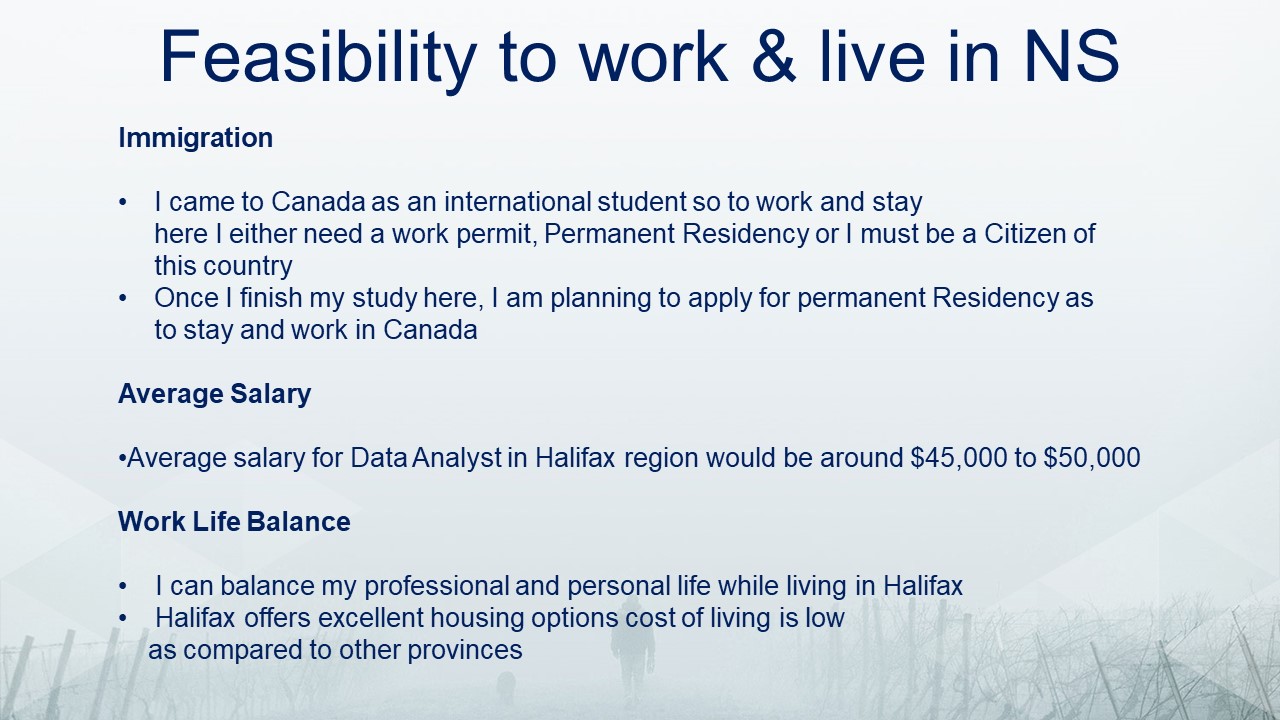 Feasibility to work & live in NS
Immigration
• I came to Canada as an international student so to work and stay
here I either need a work permit, Permanent Residency or I must be a Citizen of
this country
• Once I finish my study here, I am planning to apply for permanent Residency as
to stay and work in Canada
Average Salary
•Average salary for Data Analyst in Halifax region would be around $45,000 to $50,000
Work Life Balance
• I can balance my professional and personal life while living in Halifax
• Halifax offers excellent housing options cost of living is low
as compared to other provinces